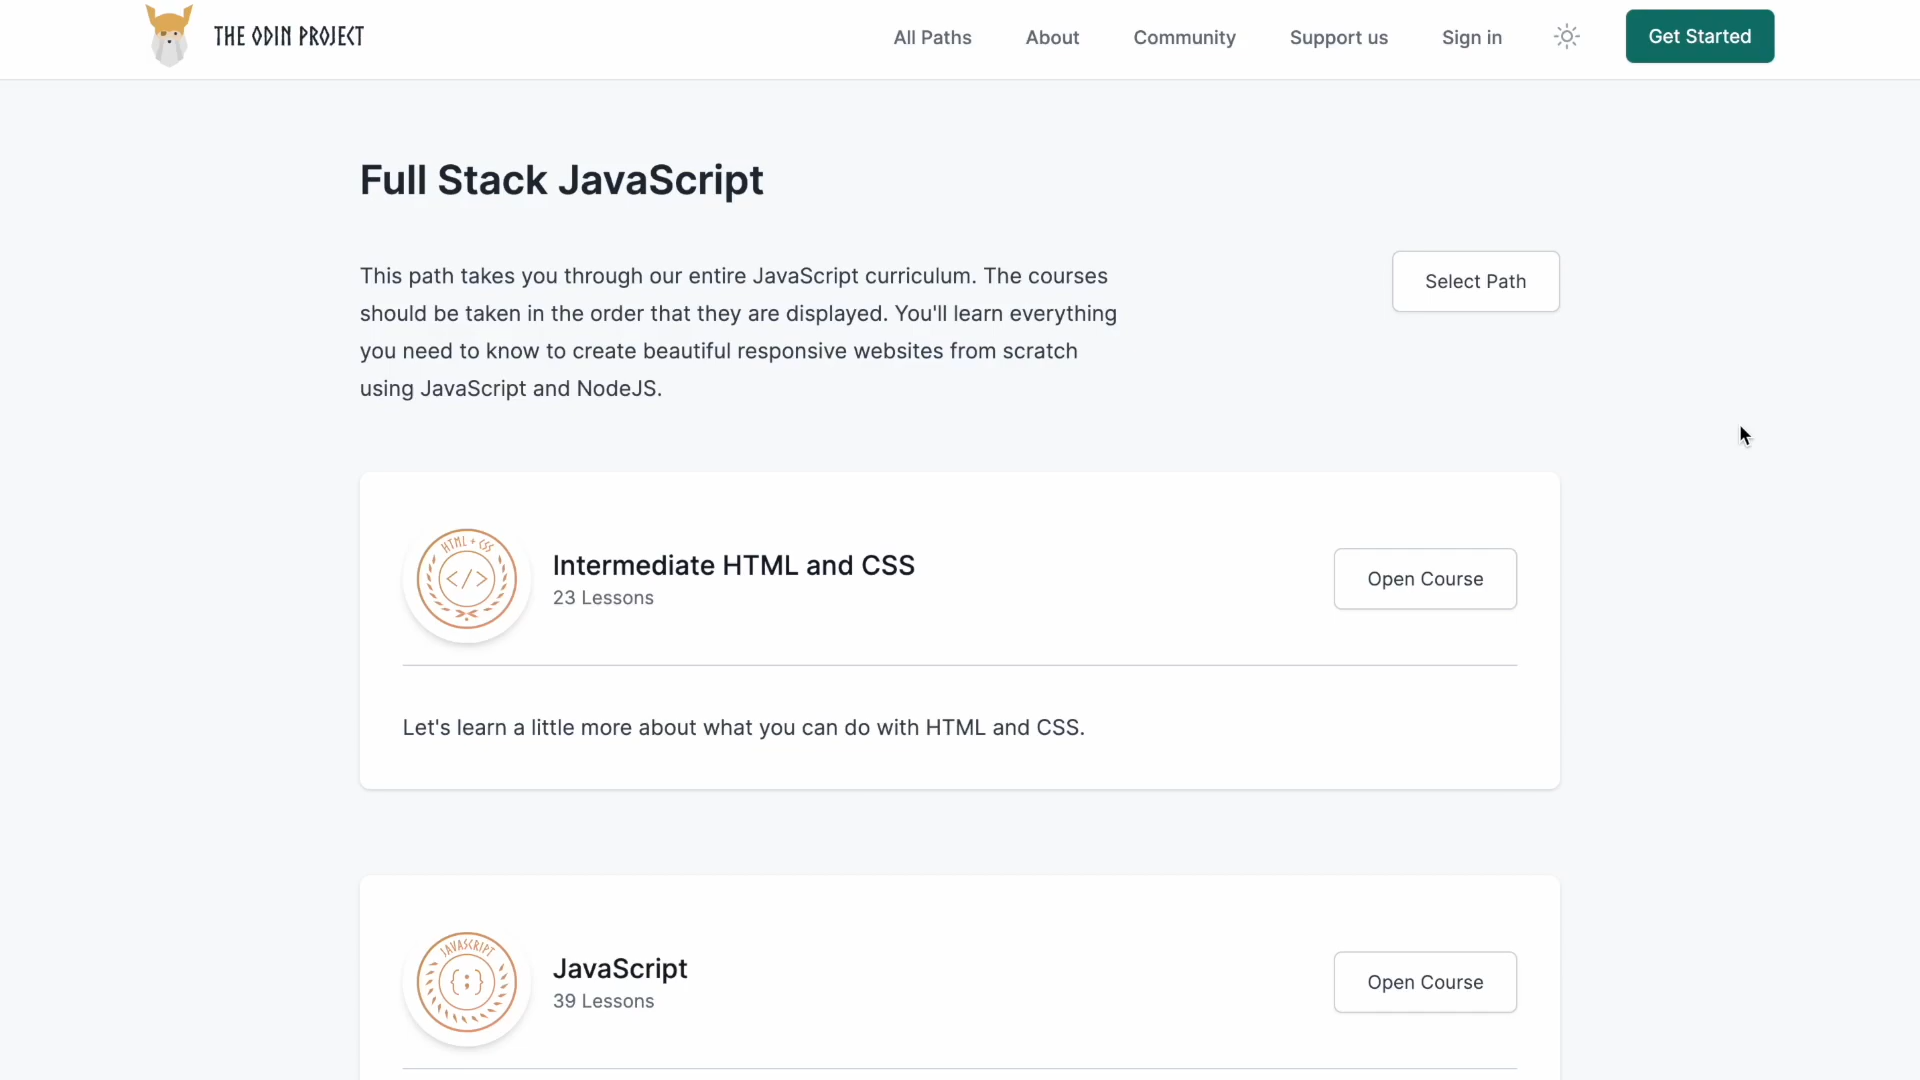 THE ODIN PROJECT
All Paths
About
Community
Support us
Sign in
Get Started
Full Stack JavaScript
This path takes you through our entire JavaScript curriculum. The courses
should be taken in the order that they are displayed. You'll learn everything
you need to know to create beautiful responsive websites from scratch
using JavaScript and NodeJS.
Select Path
HTML + CSS
</>
Intermediate HTML and CSS
23 Lessons
Open Course
Let's learn a little more about what you can do with HTML and CSS.
JAVASCRIPT
{;}
JavaScript
39 Lessons
Open Course